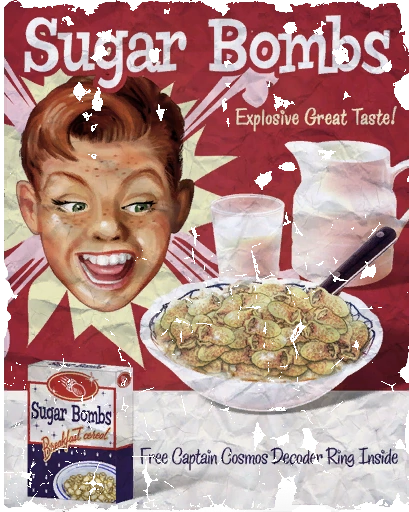 Sugar Bombs
Explosive Great Taste!
Sugar Bombs
Breakfast cereal
Free Captain Cosmos Decoder Ring Inside